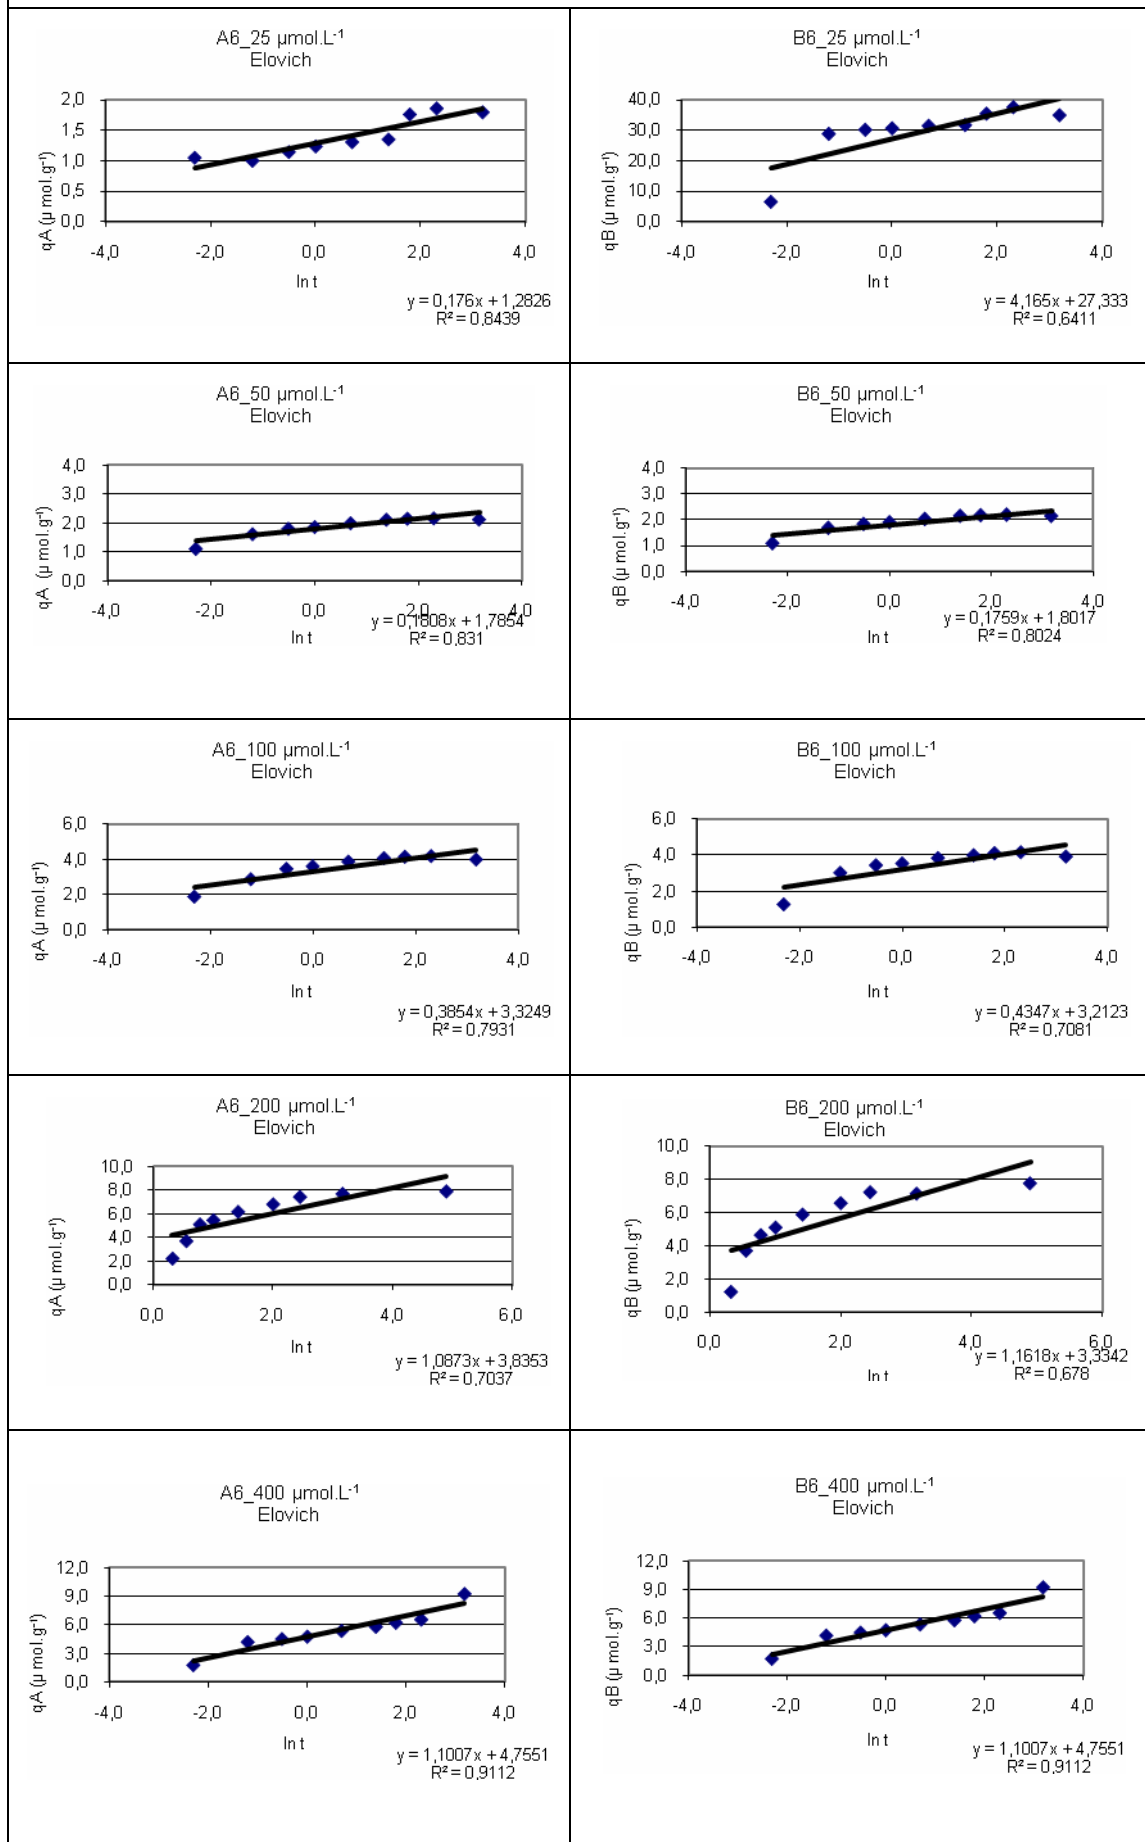 A6_25 µmol.L⁻¹
Elovich
2,0
1,5
1,0
0,5
0,0
qA (µ mol.g⁻¹)
-4,0 -2,0 0,0 2,0 4,0
ln t
y = 0,176x + 1,2826
R² = 0,8439
B6_25 µmol.L⁻¹
Elovich
40,0
30,0
20,0
10,0
0,0
qB (µ mol.g⁻¹)
-4,0 -2,0 0,0 2,0 4,0
ln t
y = 4,165x + 27,333
R² = 0,6411
A6_50 µmol.L⁻¹
Elovich
4,0
3,0
2,0
1,0
0,0
qA (µ mol.g⁻¹)
-4,0 -2,0 0,0 2,0 4,0
ln t
y = 0,1808x + 1,7854
R² = 0,831
B6_50 µmol.L⁻¹
Elovich
4,0
3,0
2,0
1,0
0,0
qB (µ mol.g⁻¹)
-4,0 -2,0 0,0 2,0 4,0
ln t
y = 0,1759x + 1,8017
R² = 0,8024
A6_100 µmol.L⁻¹
Elovich
6,0
4,0
2,0
0,0
qA (µ mol.g⁻¹)
-4,0 -2,0 0,0 2,0 4,0
ln t
y = 0,3854x + 3,3249
R² = 0,7931
B6_100 µmol.L⁻¹
Elovich
6,0
4,0
2,0
0,0
qB (µ mol.g⁻¹)
-4,0 -2,0 0,0 2,0 4,0
ln t
y = 0,4347x + 3,2123
R² = 0,7081
A6_200 µmol.L⁻¹
Elovich
10,0
8,0
6,0
4,0
2,0
0,0
qA (µ mol.g⁻¹)
0,0 2,0 4,0 6,0
ln t
y = 1,0873x + 3,8353
R² = 0,7037
B6_200 µmol.L⁻¹
Elovich
10,0
8,0
6,0
4,0
2,0
0,0
qB (µ mol.g⁻¹)
0,0 2,0 4,0 6,0
ln t
y = 1,1618x + 3,3342
R² = 0,678
A6_400 µmol.L⁻¹
Elovich
12,0
9,0
6,0
3,0
0,0
qA (µ mol.g⁻¹)
-4,0 -2,0 0,0 2,0 4,0
ln t
y = 1,1007x + 4,7551
R² = 0,9112
B6_400 µmol.L⁻¹
Elovich
12,0
9,0
6,0
3,0
0,0
qB (µ mol.g⁻¹)
-4,0 -2,0 0,0 2,0 4,0
ln t
y = 1,1007x + 4,7551
R² = 0,9112